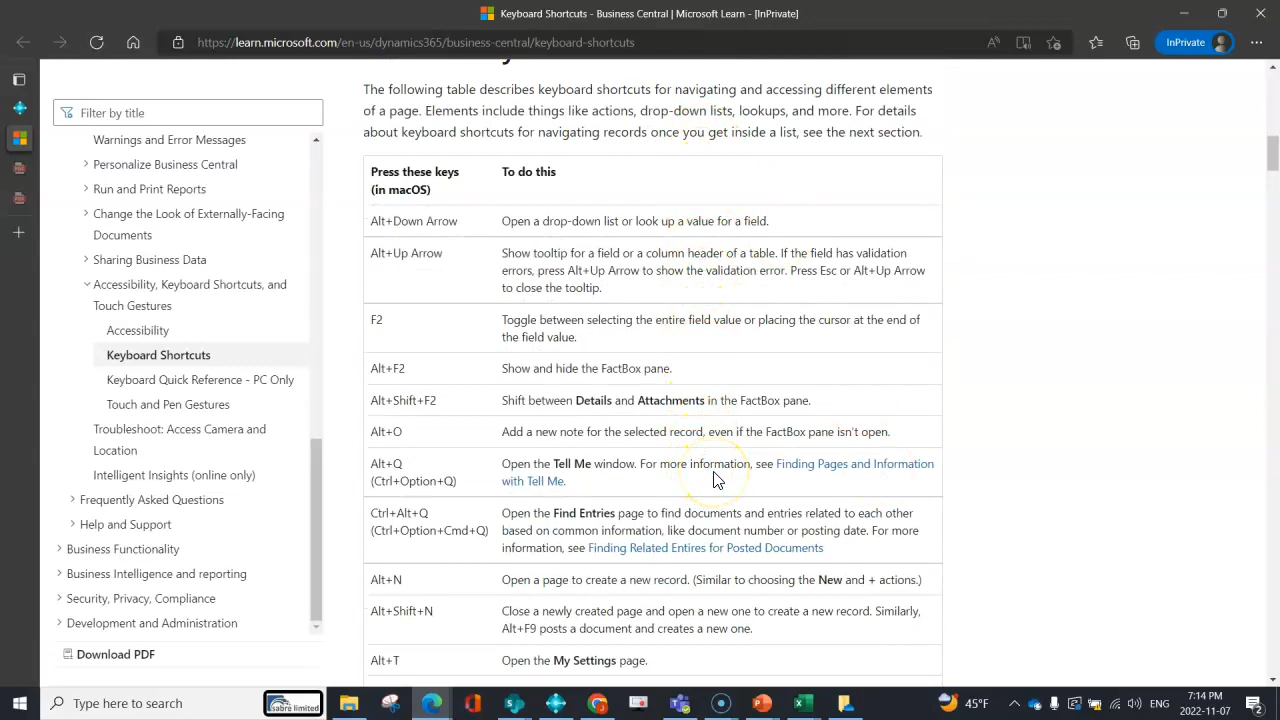 Keyboard Shortcuts - Business Central | Microsoft Learn - [InPrivate]
https://learn.microsoft.com/en-us/dynamics365/business-central/keyboard-shortcuts
InPrivate
Filter by title
Warnings and Error Messages
Personalize Business Central
Run and Print Reports
Change the Look of Externally-Facing
Documents
Sharing Business Data
Accessibility, Keyboard Shortcuts, and
Touch Gestures
Accessibility
Keyboard Shortcuts
Keyboard Quick Reference - PC Only
Touch and Pen Gestures
Troubleshoot: Access Camera and
Location
Intelligent Insights (online only)
Frequently Asked Questions
Help and Support
Business Functionality
Business Intelligence and reporting
Security, Privacy, Compliance
Development and Administration
Download PDF
The following table describes keyboard shortcuts for navigating and accessing different elements
of a page. Elements include things like actions, drop-down lists, lookups, and more. For details
about keyboard shortcuts for navigating records once you get inside a list, see the next section.
Press these keys
(in macOS)
To do this
Alt+Down Arrow
Open a drop-down list or look up a value for a field.
Alt+Up Arrow
Show tooltip for a field or a column header of a table. If the field has validation
errors, press Alt+Up Arrow to show the validation error. Press Esc or Alt+Up Arrow
to close the tooltip.
F2
Toggle between selecting the entire field value or placing the cursor at the end of
the field value.
Alt+F2
Show and hide the FactBox pane.
Alt+Shift+F2
Shift between Details and Attachments in the FactBox pane.
Alt+O
Add a new note for the selected record, even if the FactBox pane isn't open.
Alt+Q
(Ctrl+Option+Q)
Open the Tell Me window. For more information, see Finding Pages and Information
with Tell Me.
Ctrl+Alt+Q
(Ctrl+Option+Cmd+Q)
Open the Find Entries page to find documents and entries related to each other
based on common information, like document number or posting date. For more
information, see Finding Related Entires for Posted Documents
Alt+N
Open a page to create a new record. (Similar to choosing the New and + actions.)
Alt+Shift+N
Close a newly created page and open a new one to create a new record. Similarly,
Alt+F9 posts a document and creates a new one.
Alt+T
Open the My Settings page.
Type here to search
sabre limited
45°F
ENG
7:14 PM
2022-11-07
2